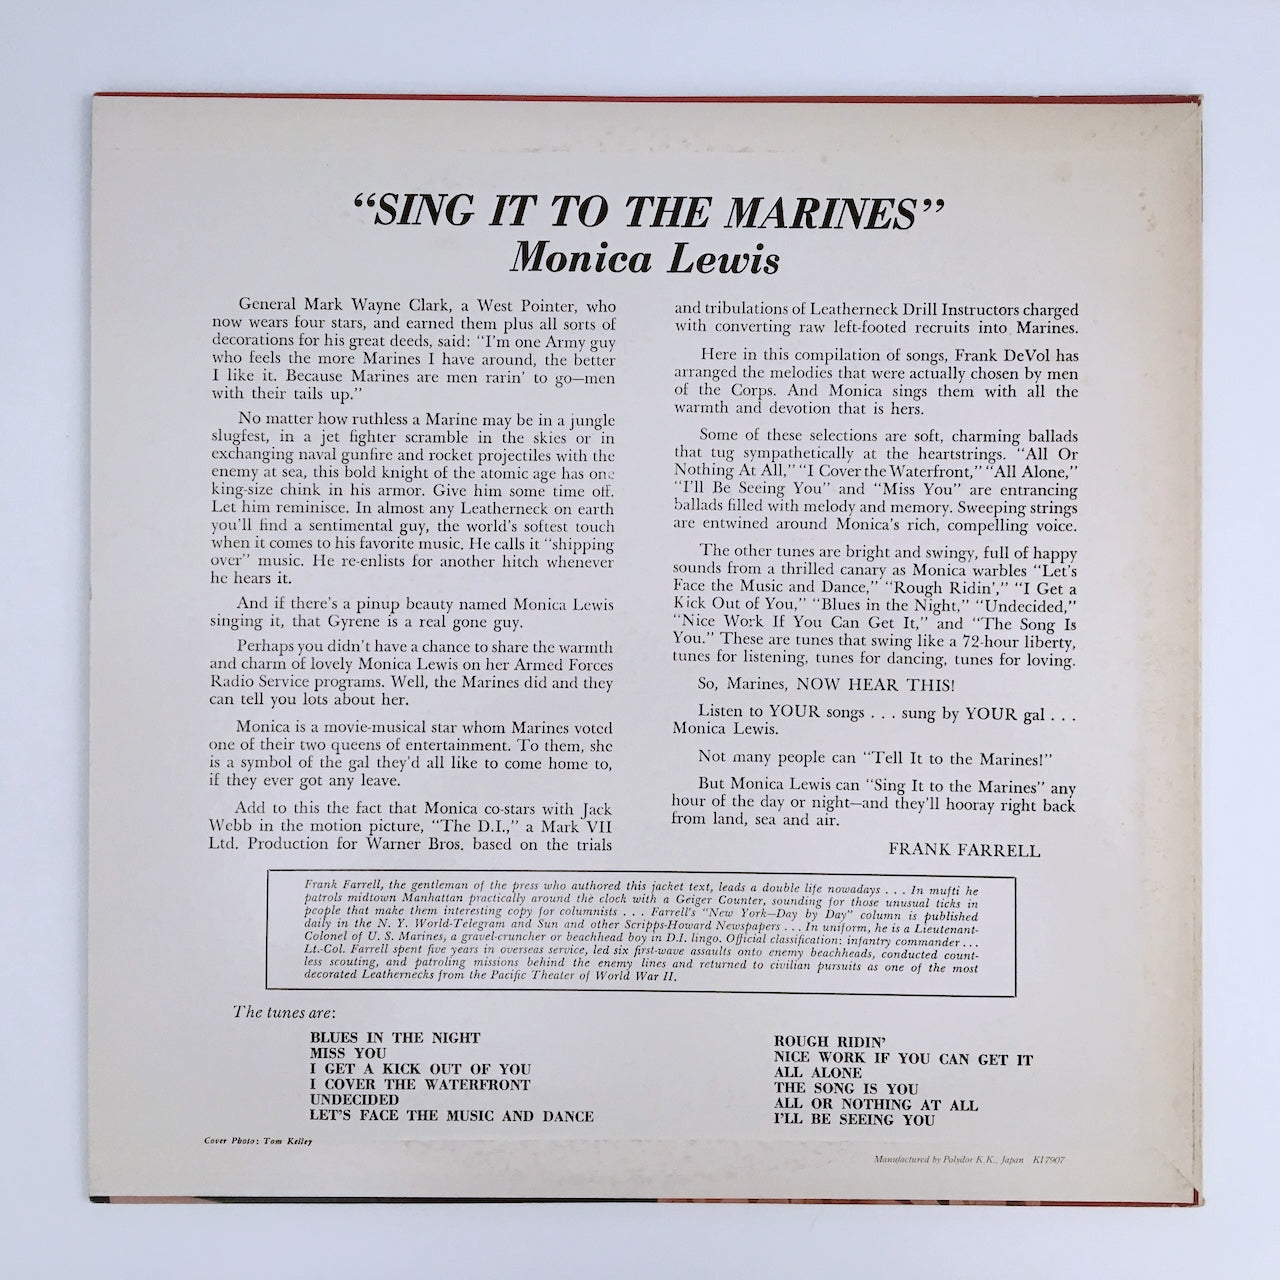 “SING IT TO THE MARINES”
Monica Lewis
General Mark Wayne Clark, a West Pointer, who
now wears four stars, and earned them plus all sorts of
decorations for his great deeds, said: “I’m one Army guy
who feels the more Marines I have around, the better
I like it. Because Marines are men rarin’ to go—men
with their tails up.”
No matter how ruthless a Marine may be in a jungle
slugfest, in a jet fighter scramble in the skies or in
exchanging naval gunfire and rocket projectiles with the
enemy at sea, this bold knight of the atomic age has one
king-size chink in his armor. Give him some time off.
Let him reminisce. In almost any Leatherneck on earth
you’ll find a sentimental guy, the world’s softest touch
when it comes to his favorite music. He calls it “shipping
over” music. He re-enlists for another hitch whenever
he hears it.
And if there’s a pinup beauty named Monica Lewis
singing it, that Gyrene is a real gone guy.
Perhaps you didn’t have a chance to share the warmth
and charm of lovely Monica Lewis on her Armed Forces
Radio Service programs. Well, the Marines did and they
can tell you lots about her.
Monica is a movie-musical star whom Marines voted
one of their two queens of entertainment. To them, she
is a symbol of the gal they’d all like to come home to,
if they ever got any leave.
Add to this the fact that Monica co-stars with Jack
Webb in the motion picture, “The D.I.,” a Mark VII
Ltd. Production for Warner Bros. based on the trials
and tribulations of Leatherneck Drill Instructors charged
with converting raw left-footed recruits into Marines.
Here in this compilation of songs, Frank DeVol has
arranged the melodies that were actually chosen by men
of the Corps. And Monica sings them with all the
warmth and devotion that is hers.
Some of these selections are soft, charming ballads
that tug sympathetically at the heartstrings. “All Or
Nothing At All,” “I Cover the Waterfront,” “All Alone,”
“I’ll Be Seeing You” and “Miss You” are entrancing
ballads filled with melody and memory. Sweeping strings
are entwined around Monica’s rich, compelling voice.
The other tunes are bright and swingy, full of happy
sounds from a thrilled canary as Monica warbles “Let’s
Face the Music and Dance,” “Rough Ridin’,” “I Get a
Kick Out of You,” “Blues in the Night,” “Undecided,”
“Nice Work If You Can Get It,” and “The Song Is
You.” These are tunes that swing like a 72-hour liberty,
tunes for listening, tunes for dancing, tunes for loving.
So, Marines, NOW HEAR THIS!
Listen to YOUR songs . . . sung by YOUR gal . . .
Monica Lewis.
Not many people can “Tell It to the Marines!”
But Monica Lewis can “Sing It to the Marines” any
hour of the day or night—and they’ll hooray right back
from land, sea and air.
FRANK FARRELL
Frank Farrell, the gentleman of the press who authored this jacket text, leads a double life nowadays . . . In mufti he
patrols midtown Manhattan practically around the clock with a Geiger Counter, sounding for those unusual ticks in
people that make them interesting copy for columnists . . . Farrell’s “New York—Day by Day” column is published
daily in the N. Y. World-Telegram and Sun and other Scripps-Howard Newspapers . . . In uniform, he is a Lieutenant-
Colonel of U. S. Marines, a gravel-cruncher or beachhead boy in D.I. lingo. Official classification: infantry commander . . .
Lt.-Col. Farrell spent five years in overseas service, led six first-wave assaults onto enemy beachheads, conducted count-
less scouting, and patroling missions behind the enemy lines and returned to civilian pursuits as one of the most
decorated Leathernecks from the Pacific Theater of World War II.
The tunes are:
BLUES IN THE NIGHT
MISS YOU
I GET A KICK OUT OF YOU
I COVER THE WATERFRONT
UNDECIDED
LET’S FACE THE MUSIC AND DANCE
ROUGH RIDIN’
NICE WORK IF YOU CAN GET IT
ALL ALONE
THE SONG IS YOU
ALL OR NOTHING AT ALL
I’LL BE SEEING YOU
Cover Photo: Tom Kelley
Manufactured by Polydor K.K., Japan KI 7907